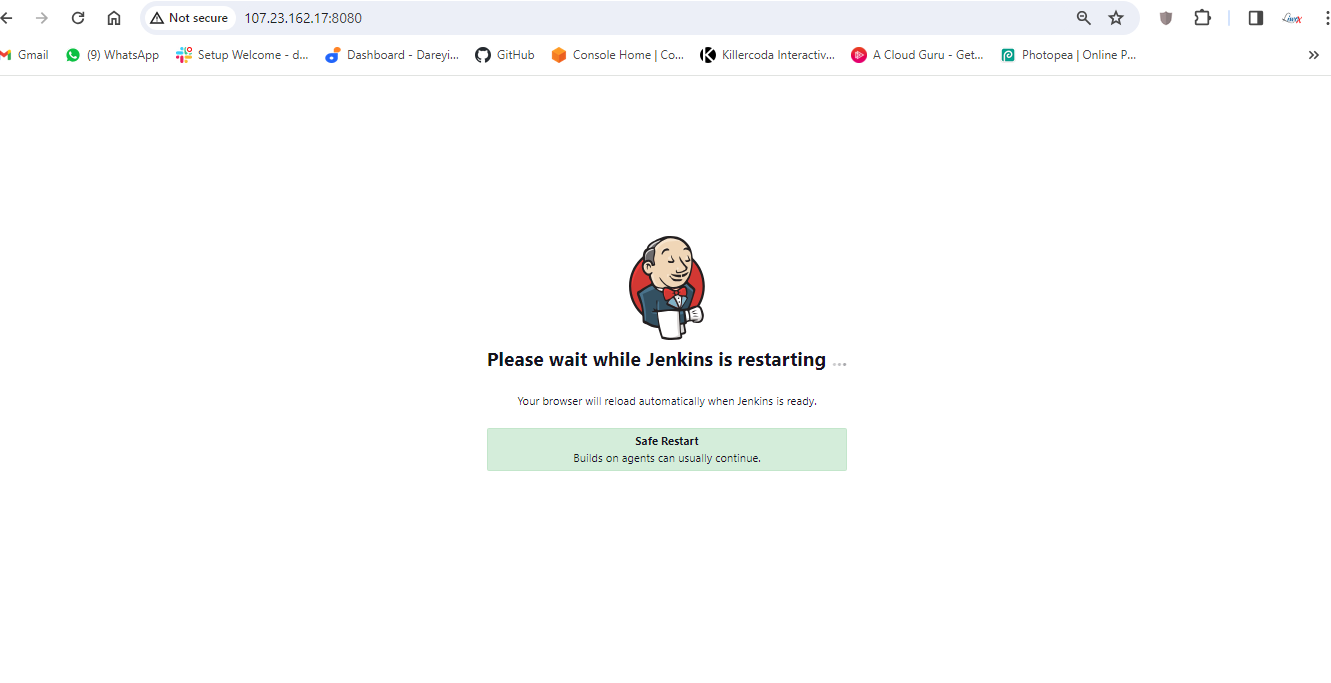 Not secure 107.23.162.17:8080
Gmail (9) WhatsApp Setup Welcome - d... Dashboard - Dareyi... GitHub Console Home | Co... Killercoda Interactiv... A Cloud Guru - Get... Photopea | Online P... »
Please wait while Jenkins is restarting ...
Your browser will reload automatically when Jenkins is ready.
Safe Restart
Builds on agents can usually continue.